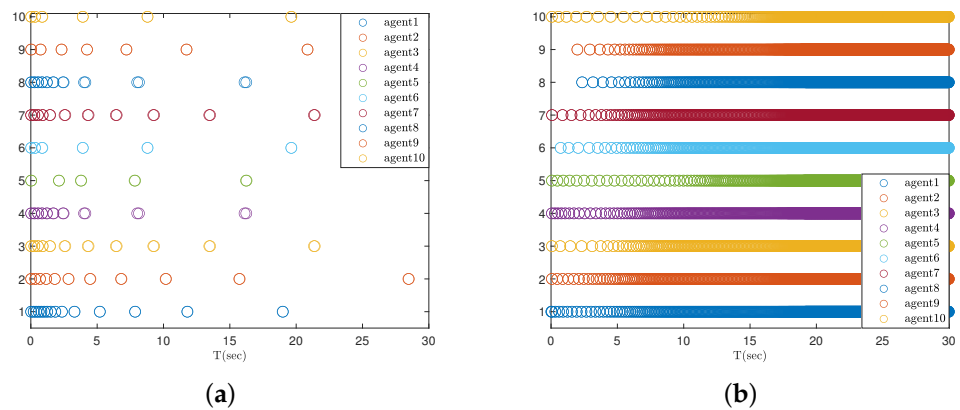 10
9
8
7
6
5
4
3
2
1
0 5 10 15 20 25 30
T(sec)
agent1
agent2
agent3
agent4
agent5
agent6
agent7
agent8
agent9
agent10
(a)
10
9
8
7
6
5
4
3
2
1
0 5 10 15 20 25 30
T(sec)
agent1
agent2
agent3
agent4
agent5
agent6
agent7
agent8
agent9
agent10
(b)